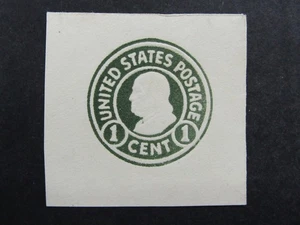 UNITED STATES POSTAGE
1 CENT 1